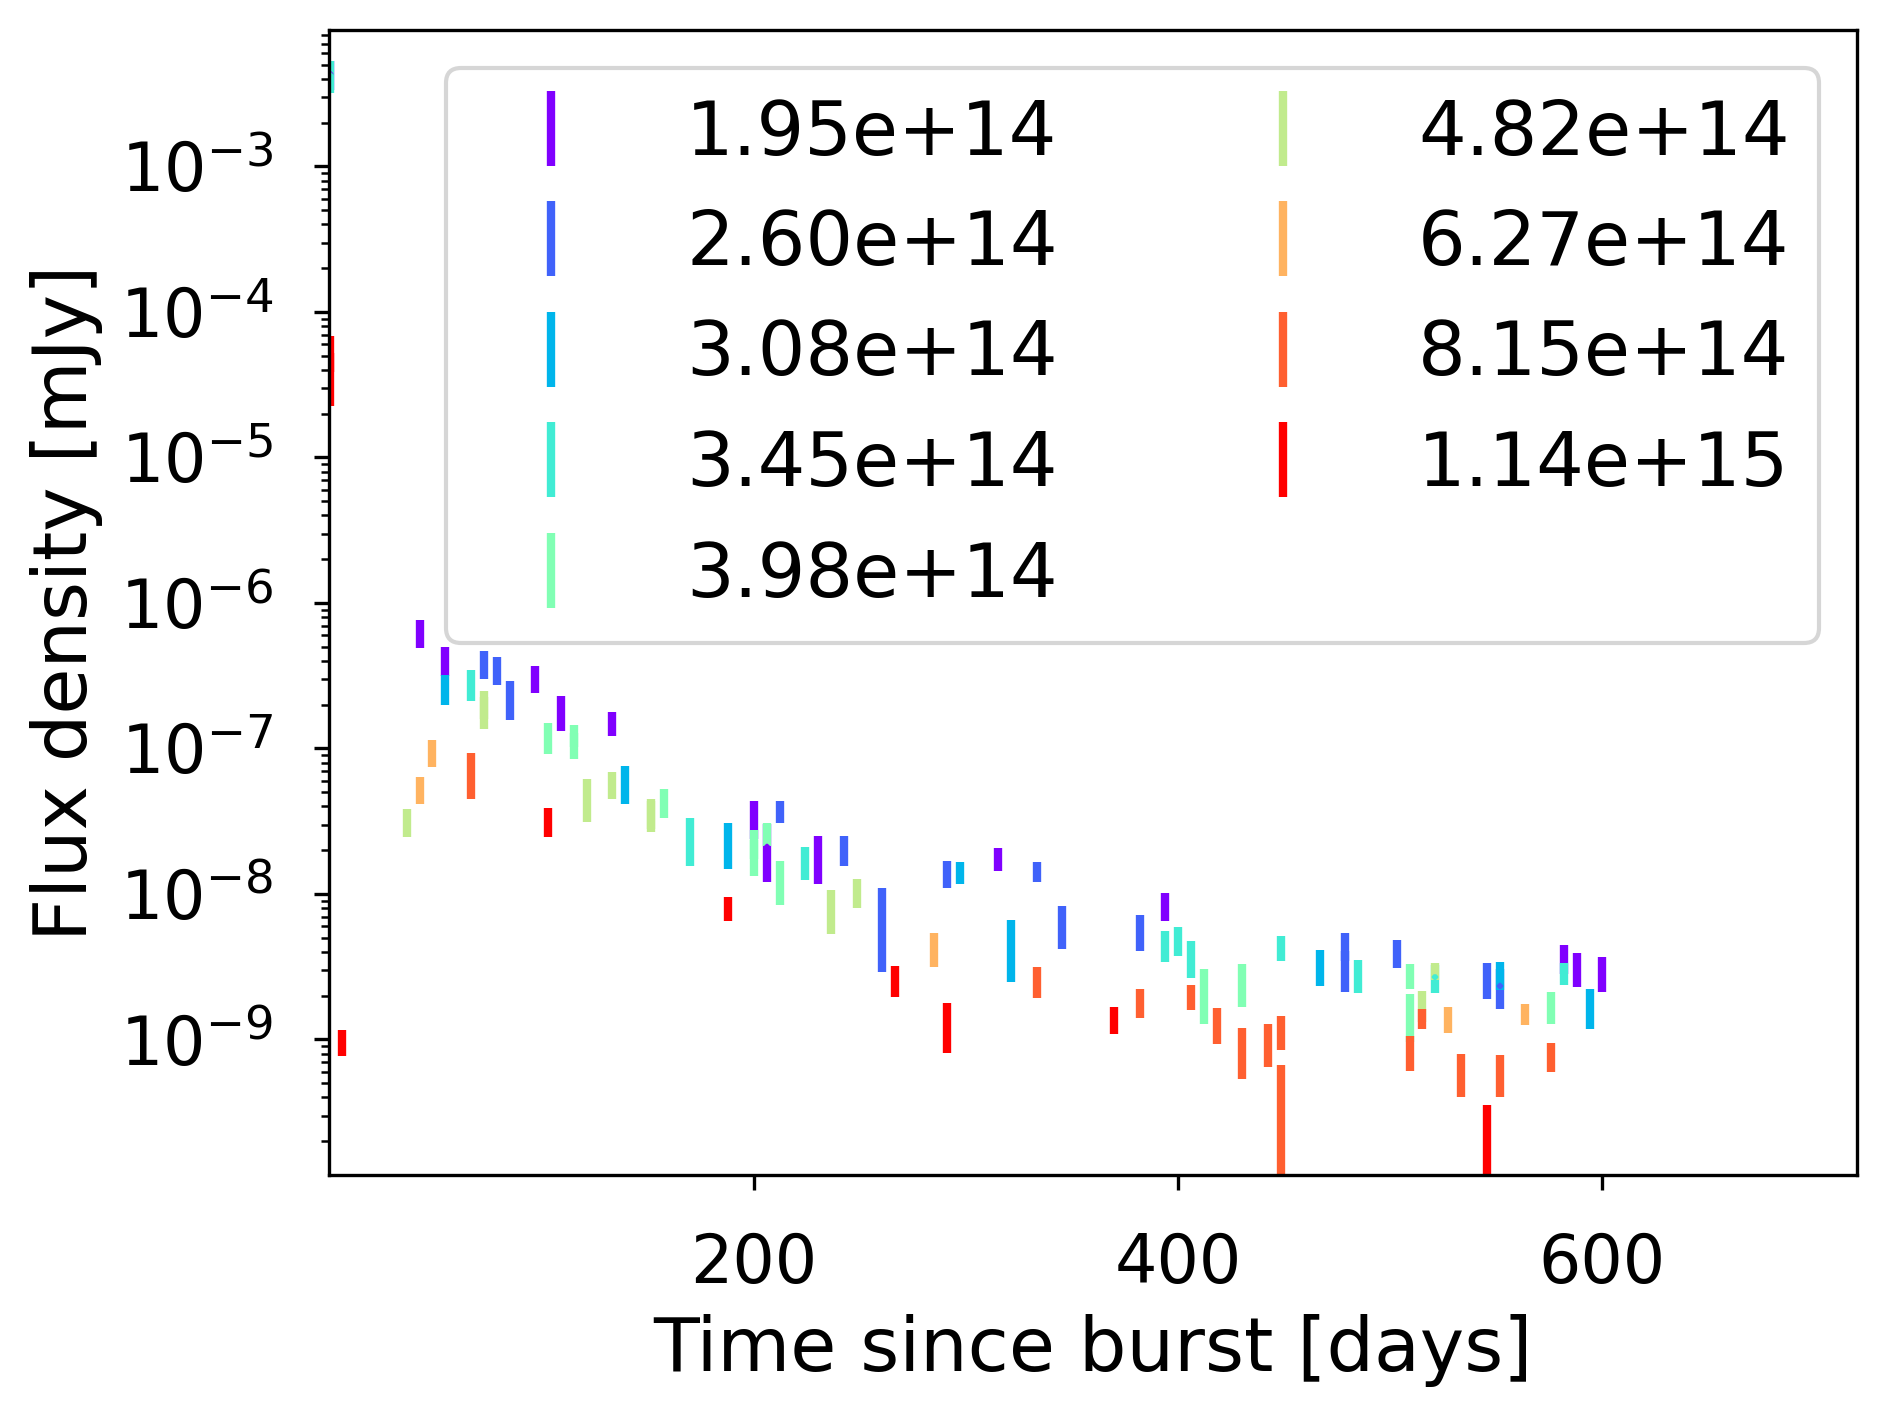 Flux density [mJy]
10⁻³
10⁻⁴
10⁻⁵
10⁻⁶
10⁻⁷
10⁻⁸
10⁻⁹
1.95e+14
2.60e+14
3.08e+14
3.45e+14
3.98e+14
4.82e+14
6.27e+14
8.15e+14
1.14e+15
200 400 600
Time since burst [days]